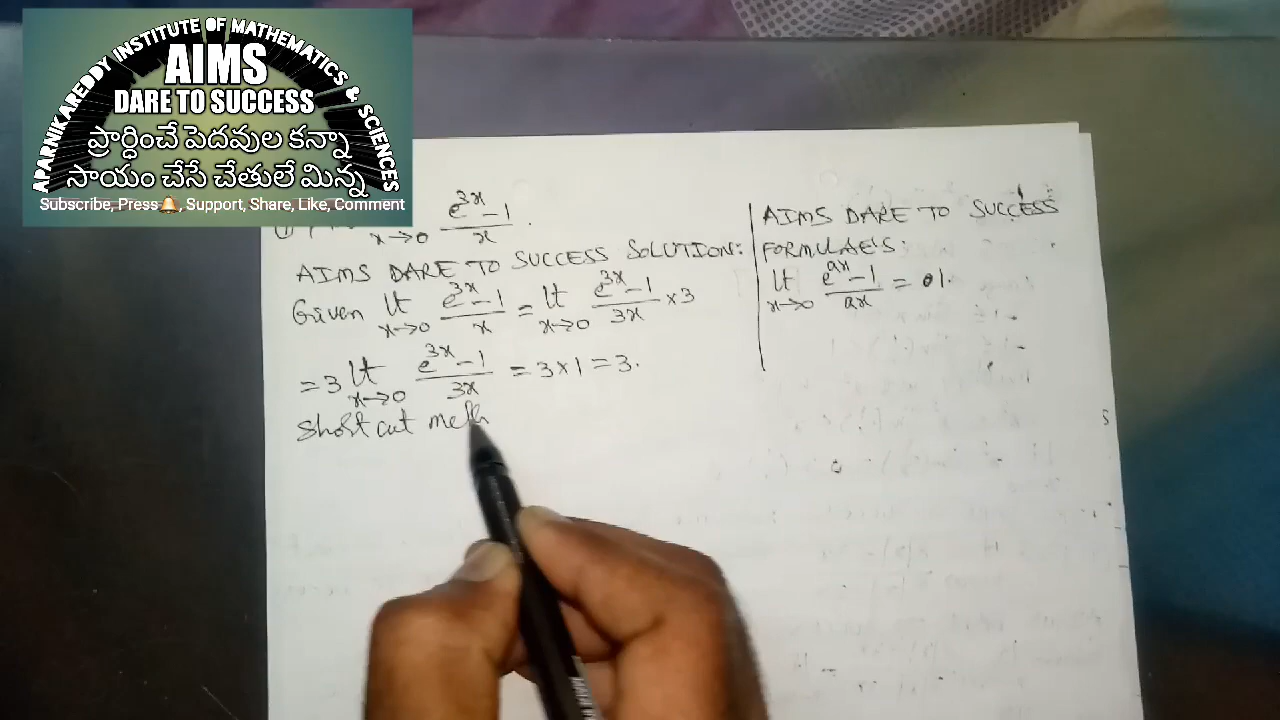 APARNIKAREDDY INSTITUTE OF MATHEMATICS & SCIENCES
AIMS
DARE TO SUCCESS
ప్రార్ధించే పెదవుల కన్నా
సాయం చేసే చేతులే మిన్న
Subscribe, Press🔔, Support, Share, Like, Comment
x→0 (e^3x -1)/x .
AIMS DARE TO SUCCESS SOLUTION:
Given lt x→0 (e^3x -1)/x = lt x→0 (e^3x -1)/3x ×3
= 3 lt x→0 (e^3x -1)/3x = 3×1 = 3.
Short cut meth
AIMS DARE TO SUCCESS
FORMULAE'S:
lt x→0 (e^ax -1)/ax = 1.